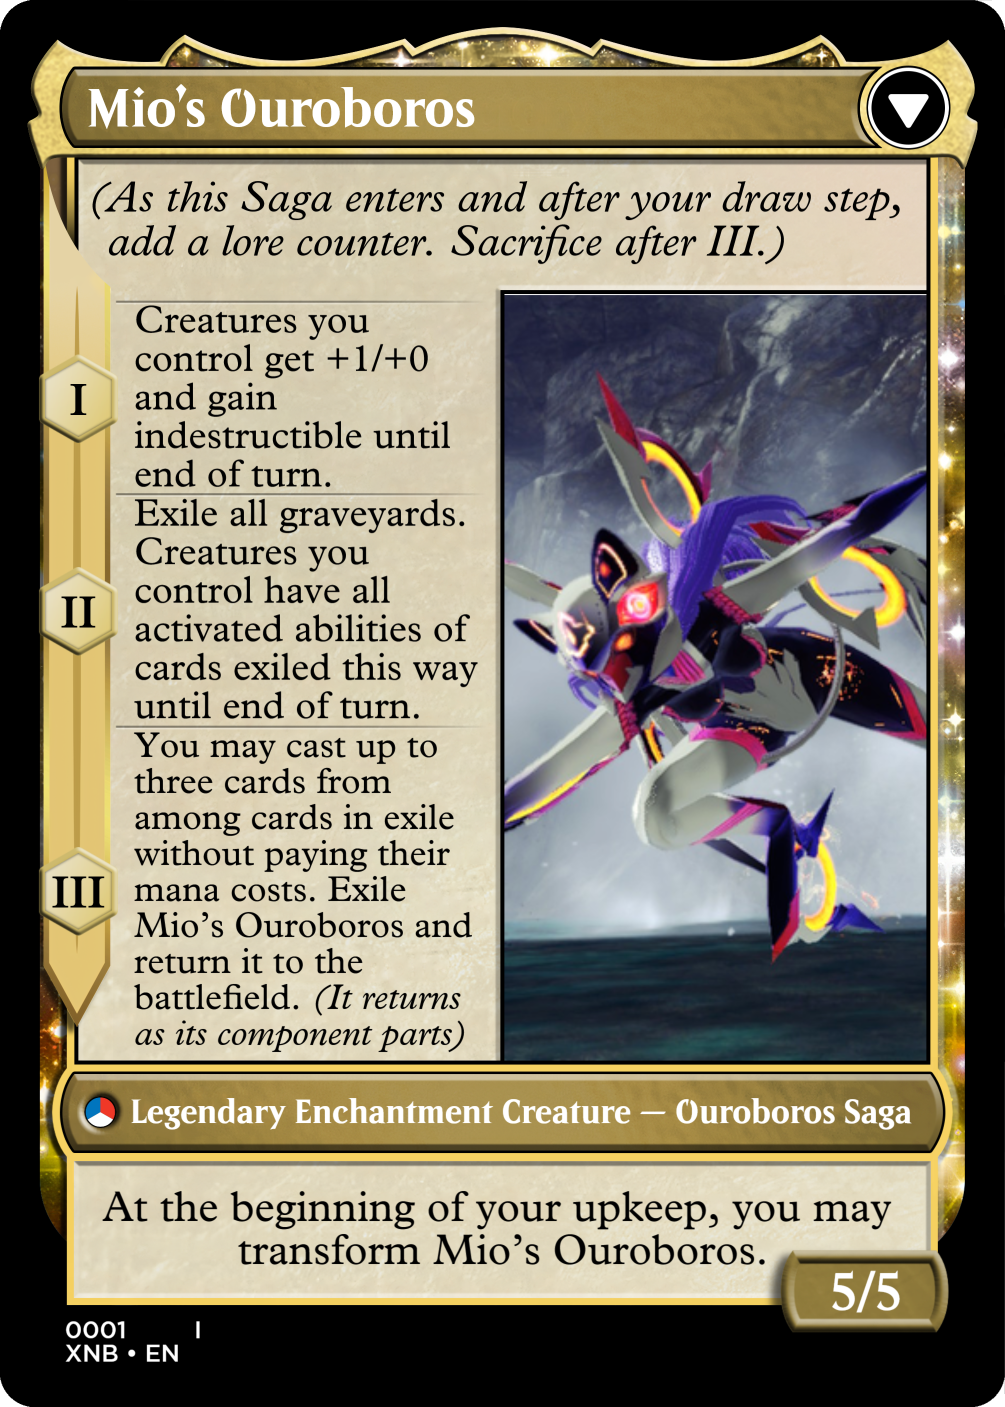 Mio's Ouroboros
(As this Saga enters and after your draw step,
add a lore counter. Sacrifice after III.)
I
Creatures you
control get +1/+0
and gain
indestructible until
end of turn.
II
Exile all graveyards.
Creatures you
control have all
activated abilities of
cards exiled this way
until end of turn.
III
You may cast up to
three cards from
among cards in exile
without paying their
mana costs. Exile
Mio's Ouroboros and
return it to the
battlefield. (It returns
as its component parts)
Legendary Enchantment Creature — Ouroboros Saga
At the beginning of your upkeep, you may
transform Mio's Ouroboros.
5/5
0001 I
XNB • EN